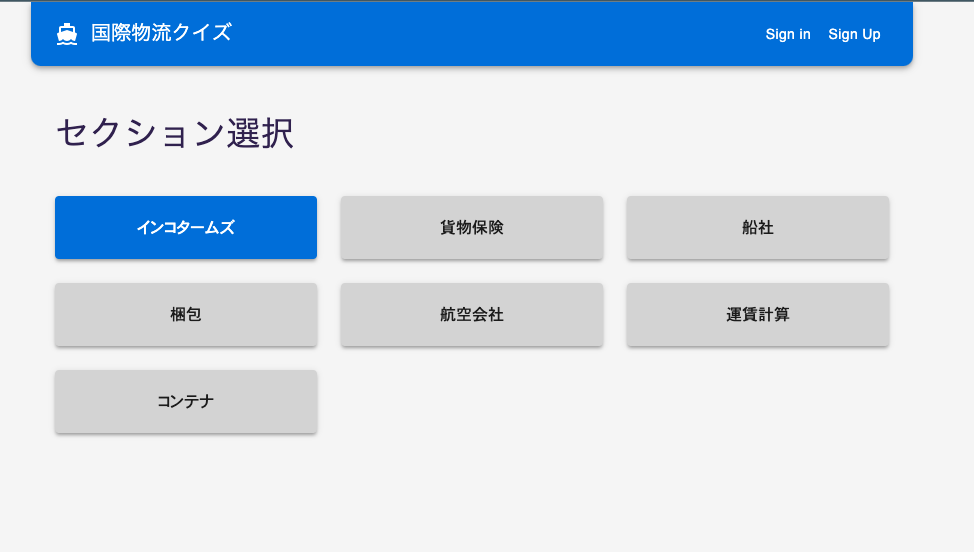 国際物流クイズ
Sign in
Sign Up
セクション選択
インコタームズ
貨物保険
船社
梱包
航空会社
運賃計算
コンテナ